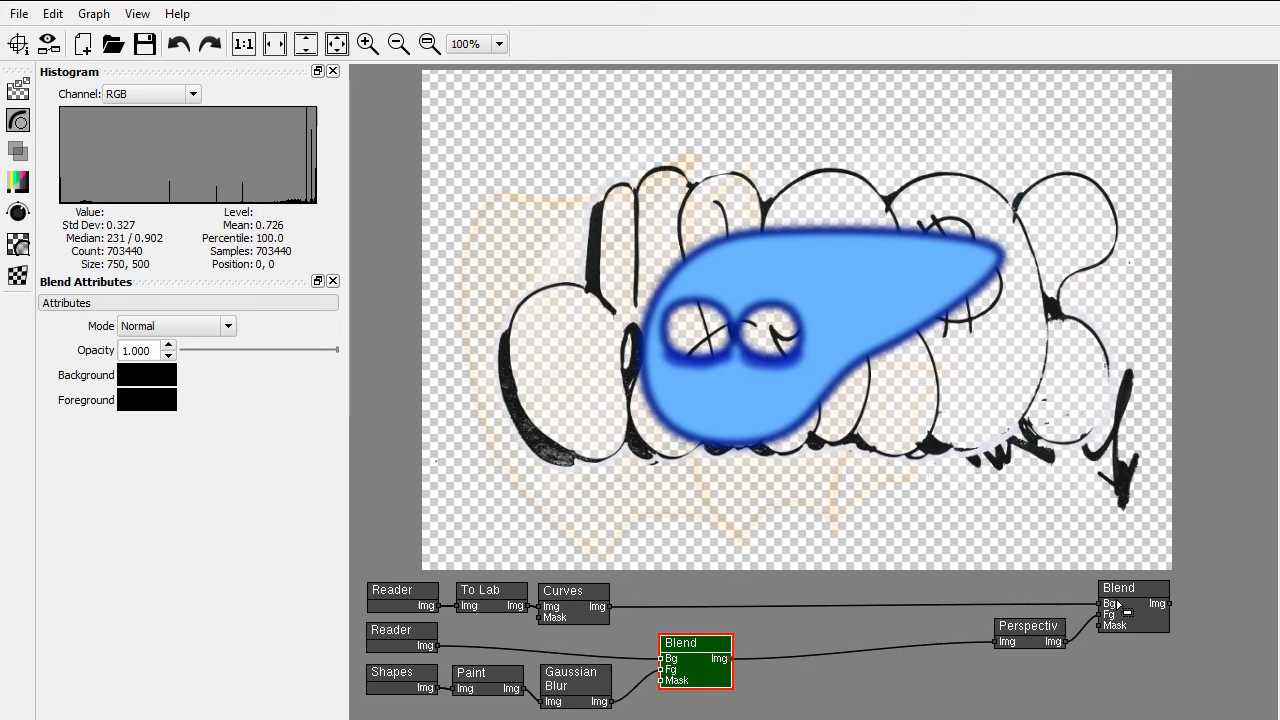 File Edit Graph View Help
1:1 100%
Histogram
Channel: RGB
Value: Level:
Std Dev: 0.327 Mean: 0.726
Median: 231 / 0.902 Percentile: 100.0
Count: 703440 Samples: 703440
Size: 750, 500 Position: 0, 0
Blend Attributes
Attributes
Mode Normal
Opacity 1.000
Background
Foreground
Reader
Img
To Lab
Img Img
Curves
Img Img
Mask
Reader
Img
Shapes
Img
Paint
Img Img
Gaussian
Blur
Img Img
Blend
Bg Img
Fg
Mask
Perspectiv
Img Img
Blend
Bg Img
Fg
Mask